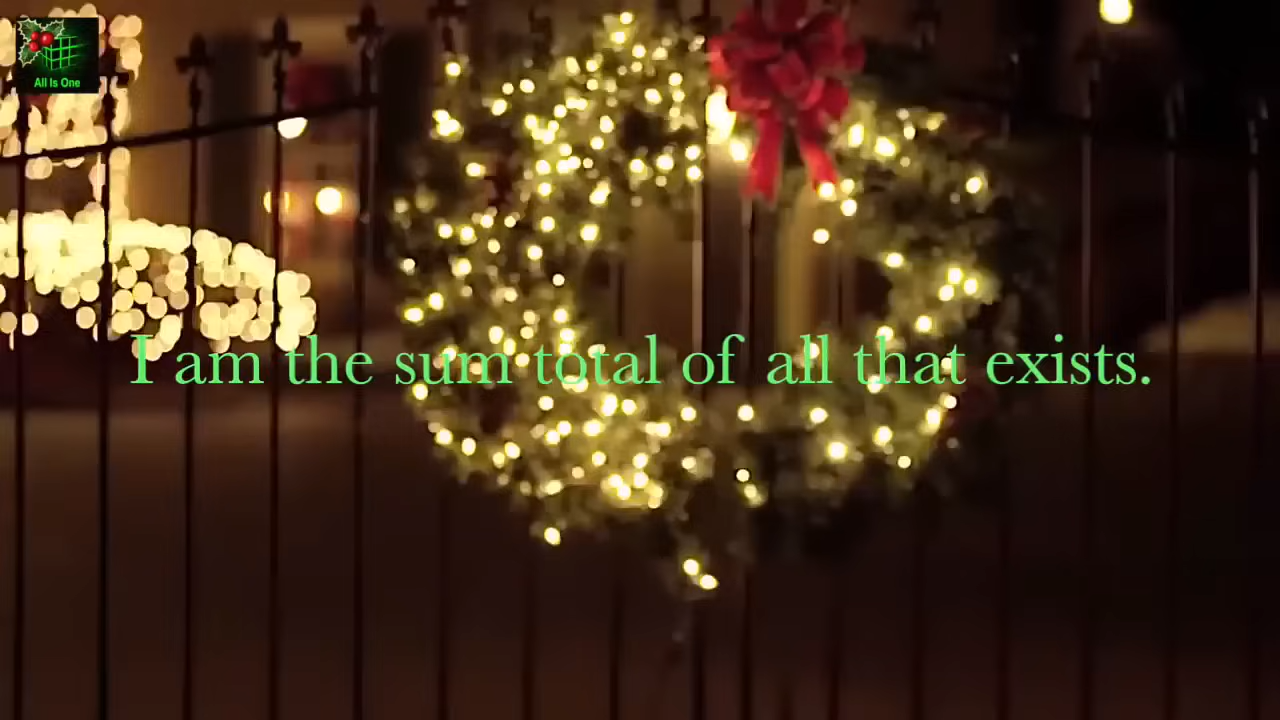 All Is One
I am the sum total of all that exists.